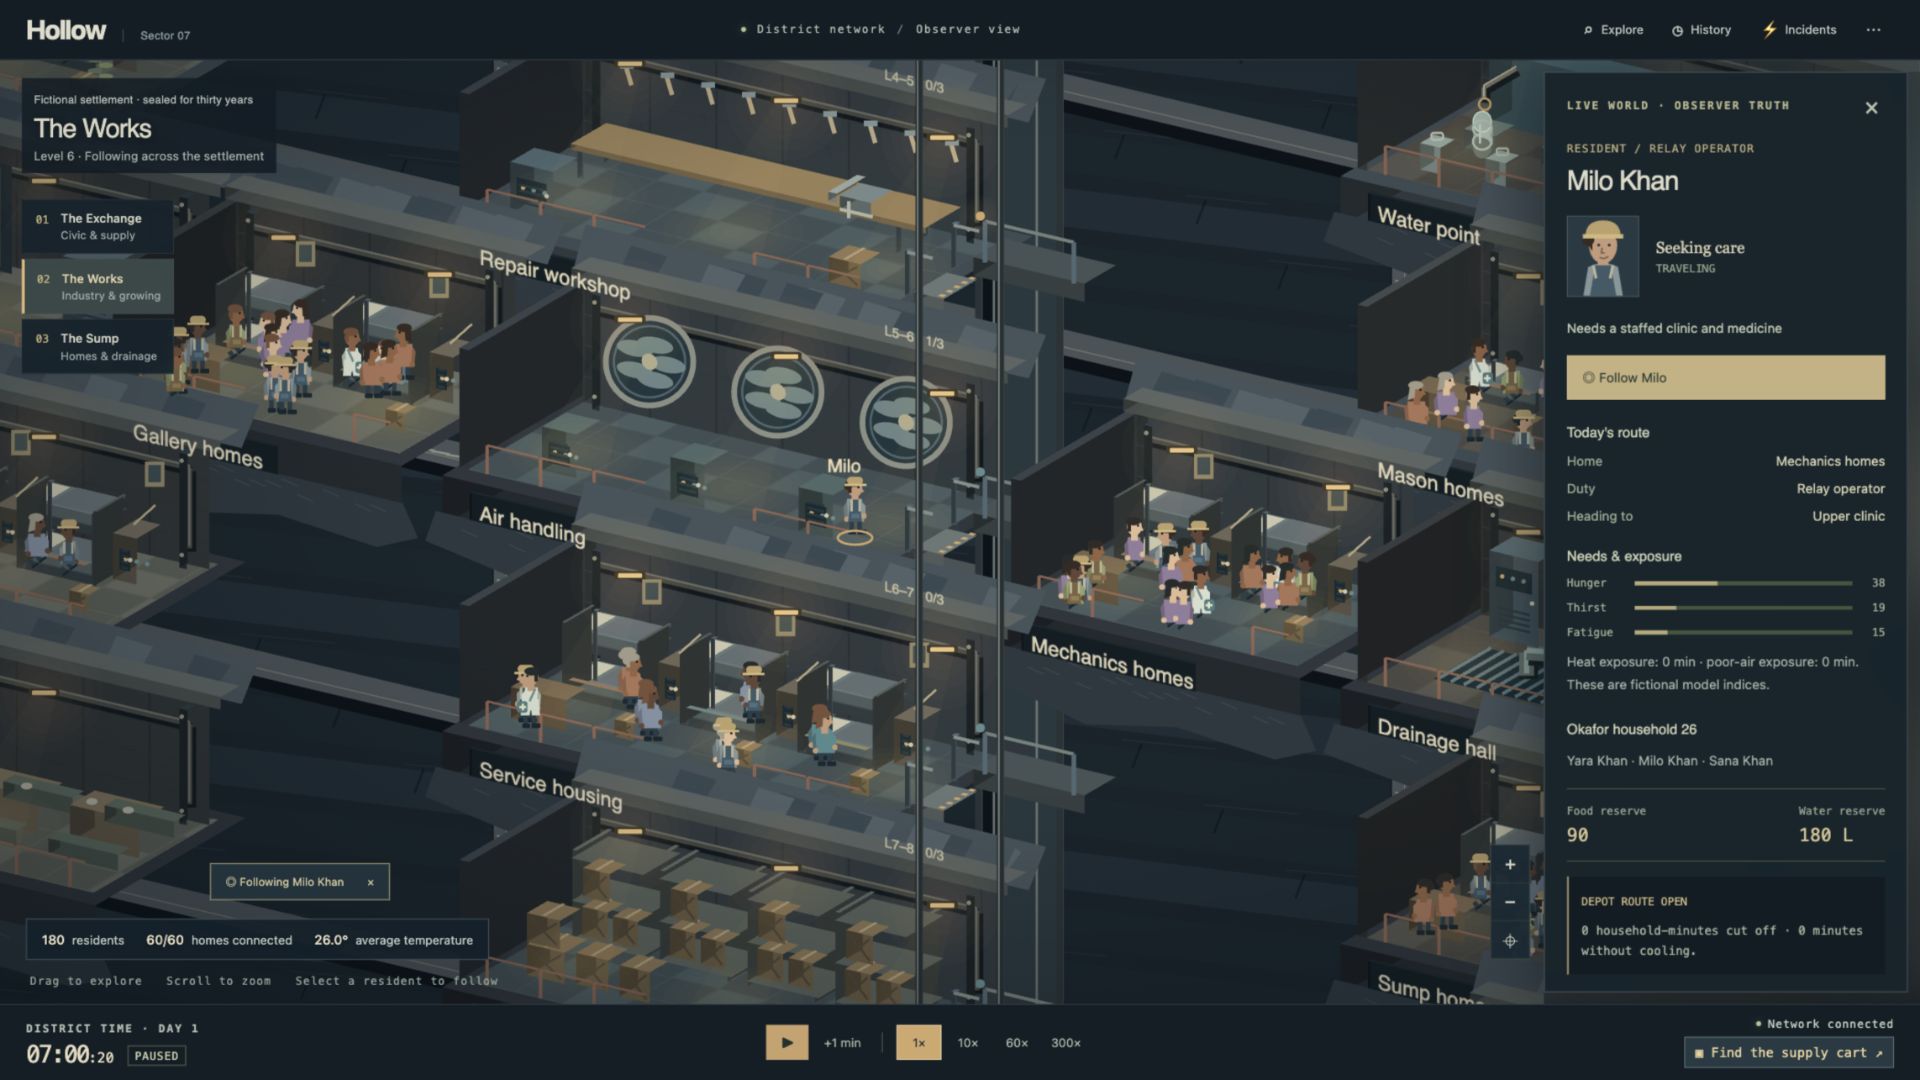 Hollow
Sector 07
District network / Observer view
Explore
History
Incidents
Fictional settlement · sealed for thirty years
The Works
Level 6 · Following across the settlement
01 The Exchange
Civic & supply
02 The Works
Industry & growing
03 The Sump
Homes & drainage
L4–5 0/3
Repair workshop
L5–6 1/3
Gallery homes
Milo
Air handling
L6–7 0/3
Service housing
L7–8 0/3
Water point
Mason homes
Mechanics homes
Drainage hall
LIVE WORLD · OBSERVER TRUTH
×
RESIDENT / RELAY OPERATOR
Milo Khan
Seeking care
TRAVELING
Needs a staffed clinic and medicine
◎ Follow Milo
Today's route
Home Mechanics homes
Duty Relay operator
Heading to Upper clinic
Needs & exposure
Hunger 38
Thirst 19
Fatigue 15
Heat exposure: 0 min · poor-air exposure: 0 min.
These are fictional model indices.
Okafor household 26
Yara Khan · Milo Khan · Sana Khan
Food reserve Water reserve
90 180 L
DEPOT ROUTE OPEN
0 household-minutes cut off · 0 minutes
without cooling.
+
−
◎ Following Milo Khan ×
180 residents 60/60 homes connected 26.0° average temperature
Drag to explore Scroll to zoom Select a resident to follow
DISTRICT TIME · DAY 1
07:00:20 PAUSED
+1 min 1× 10× 60× 300×
Network connected
Find the supply cart ↗